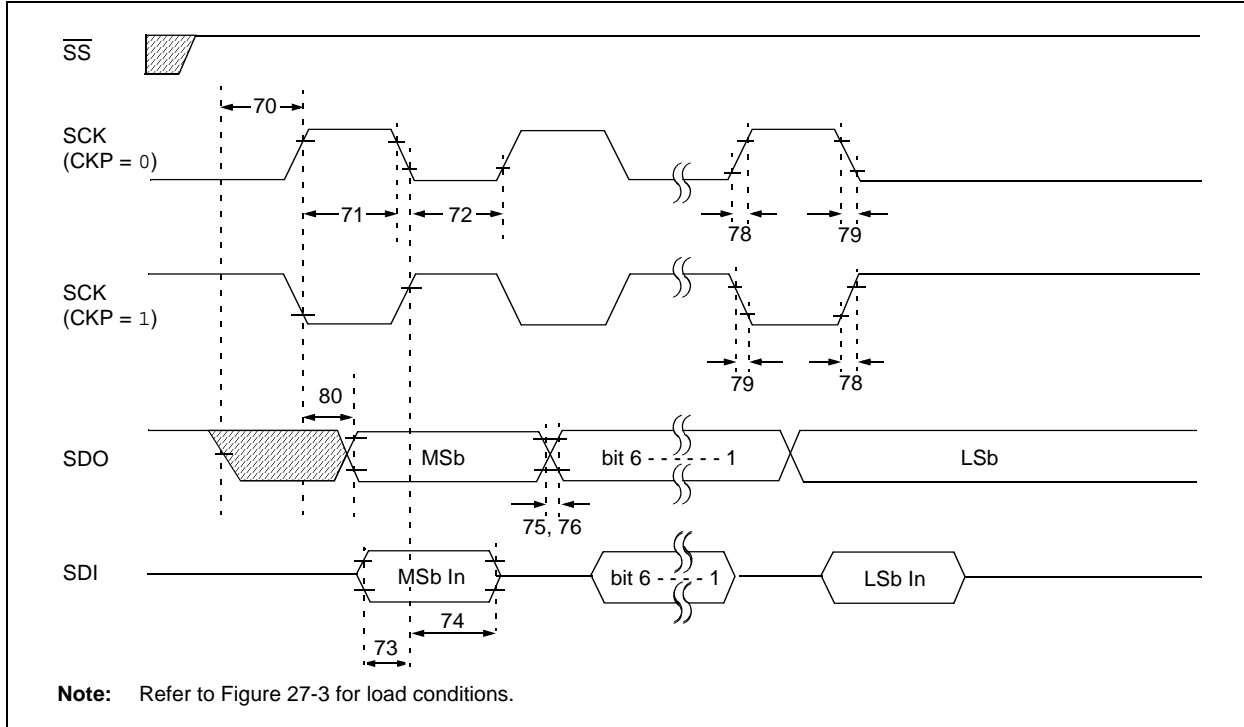 SS
70
SCK
(CKP = 0)
71
72
78
79
SCK
(CKP = 1)
79
78
80
SDO
MSb
bit 6 - - - - - - 1
LSb
75, 76
SDI
MSb In
bit 6 - - - - 1
LSb In
74
73
Note: Refer to Figure 27-3 for load conditions.